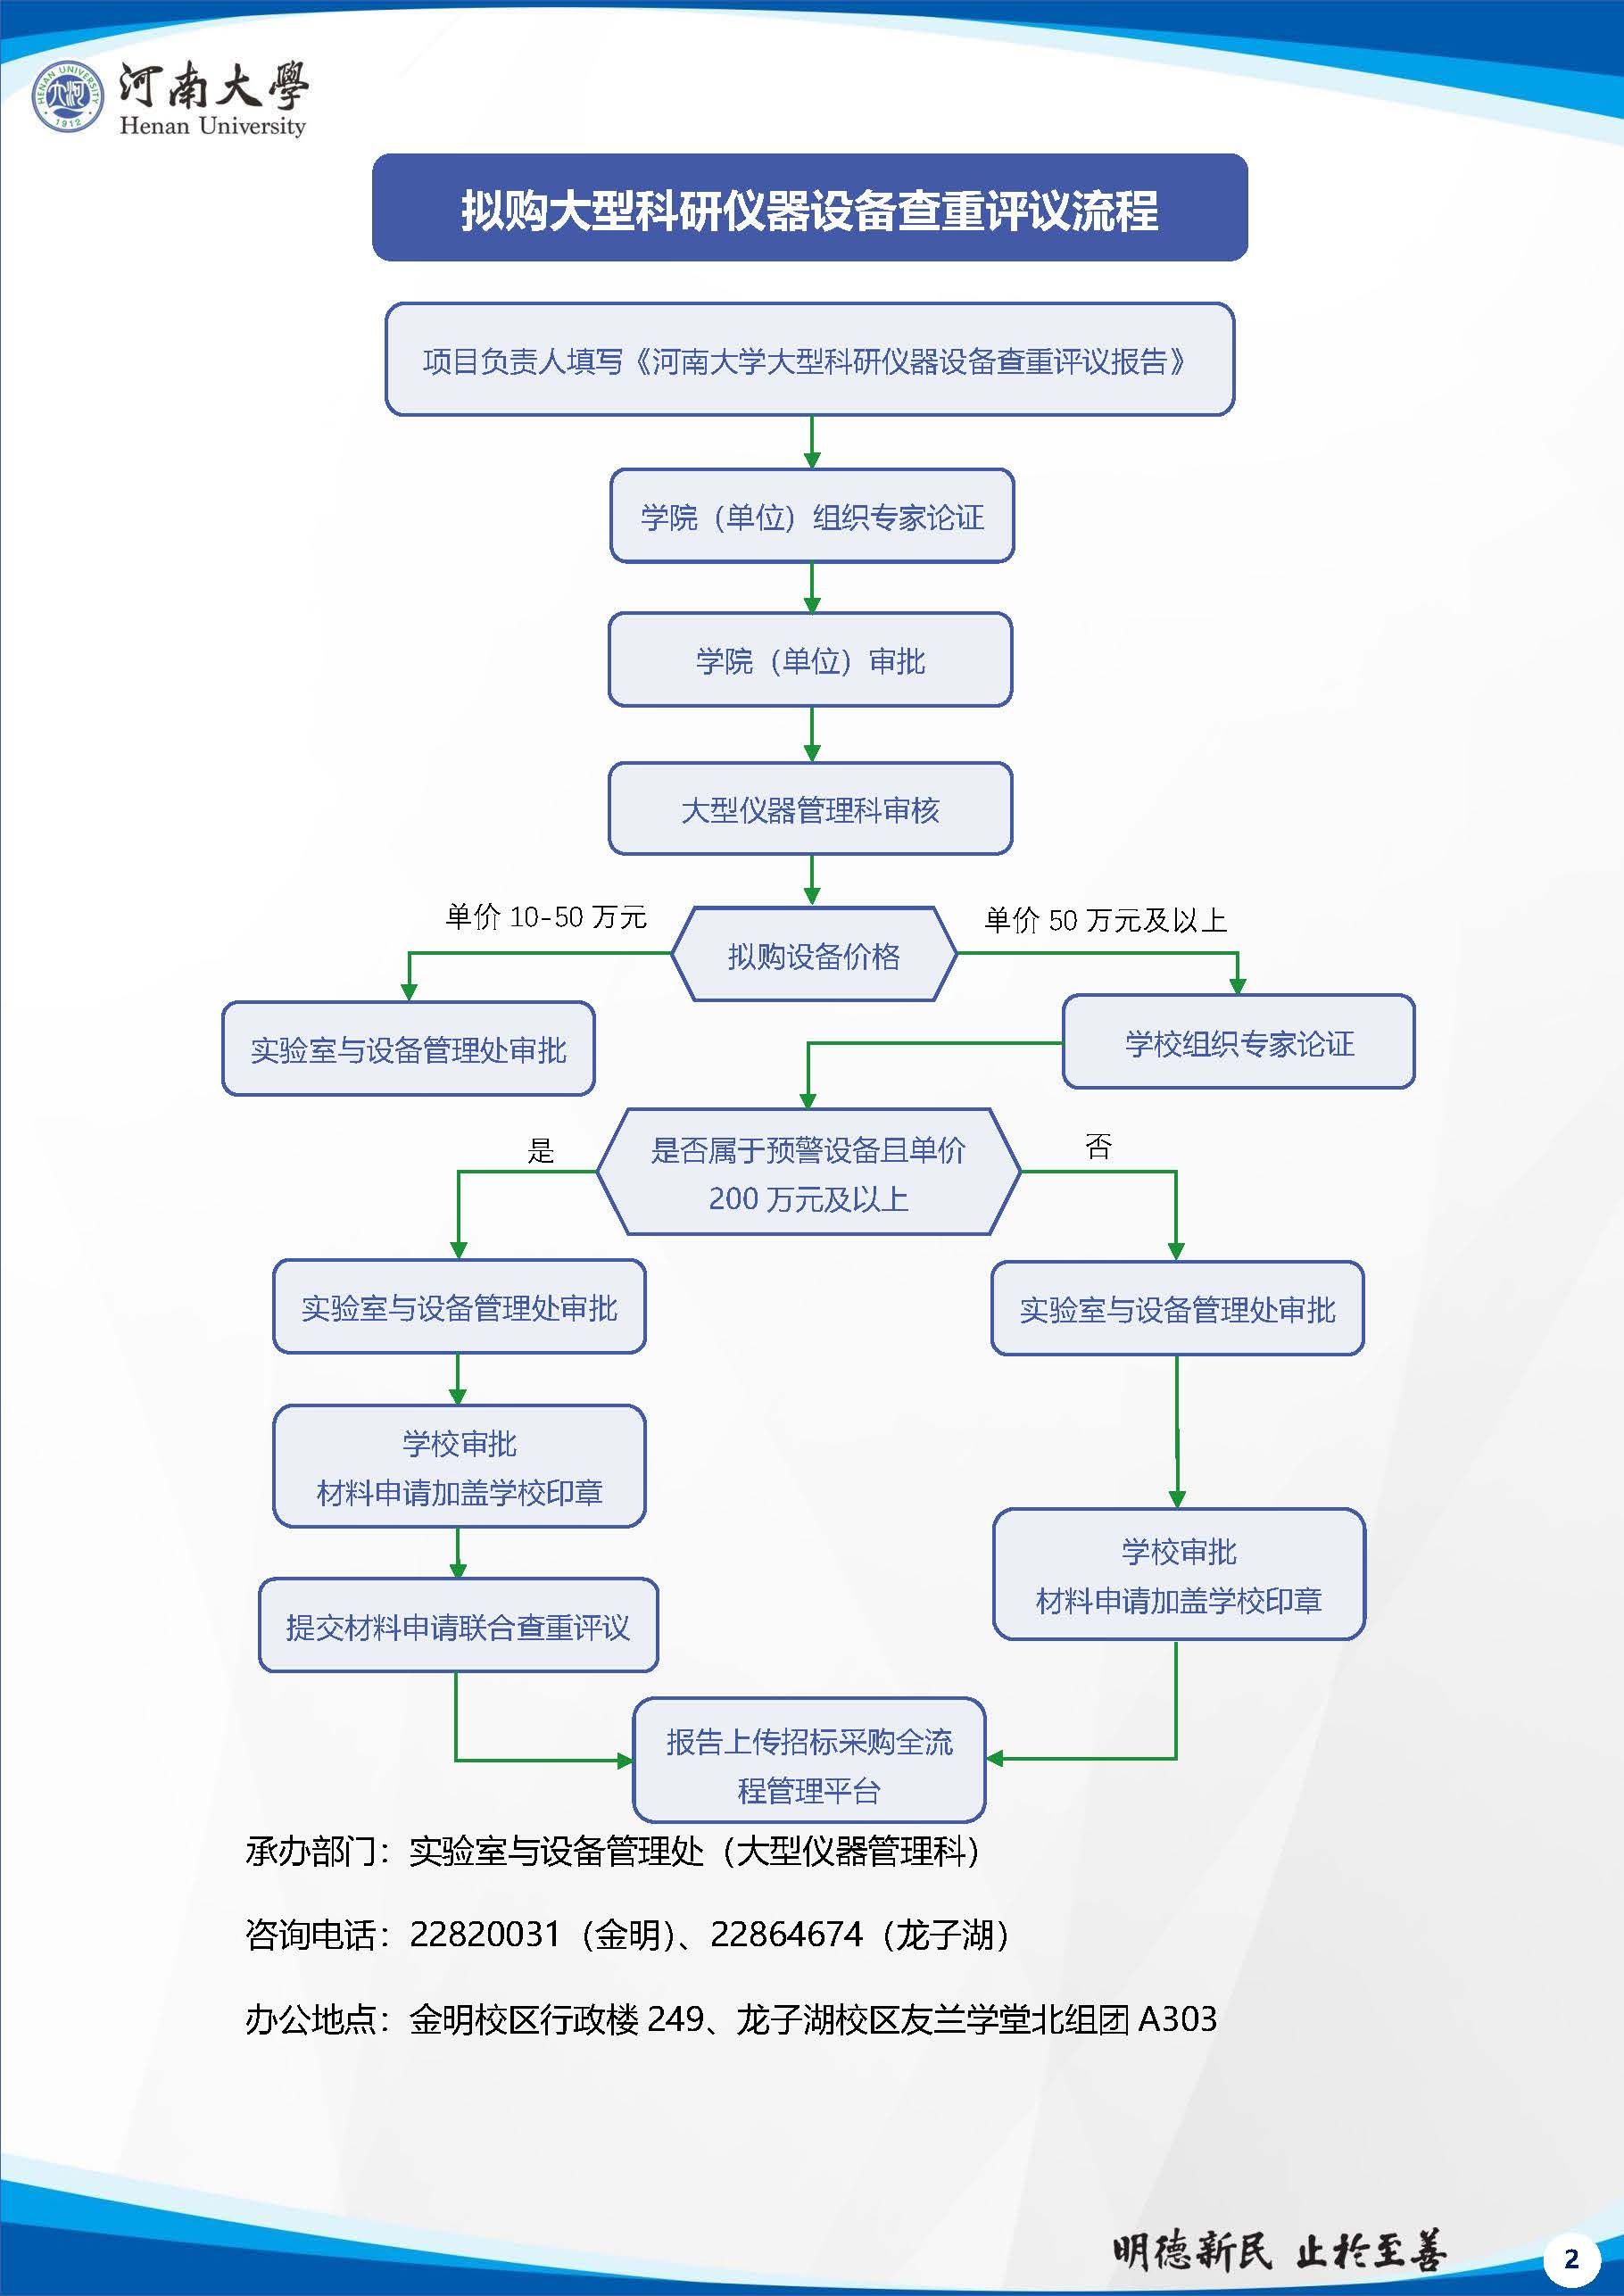 HENAN UNIVERSITY
1912
河南大學
Henan University
拟购大型科研仪器设备查重评议流程
项目负责人填写《河南大学大型科研仪器设备查重评议报告》
学院（单位）组织专家论证
学院（单位）审批
大型仪器管理科审核
单价 10-50 万元
单价 50 万元及以上
拟购设备价格
实验室与设备管理处审批
学校组织专家论证
是
否
是否属于预警设备且单价
200 万元及以上
实验室与设备管理处审批
实验室与设备管理处审批
学校审批
材料申请加盖学校印章
学校审批
材料申请加盖学校印章
提交材料申请联合查重评议
报告上传招标采购全流
程管理平台
承办部门：实验室与设备管理处（大型仪器管理科）
咨询电话：22820031（金明）、22864674（龙子湖）
办公地点：金明校区行政楼 249、龙子湖校区友兰学堂北组团 A303
明德新民 止於至善
2